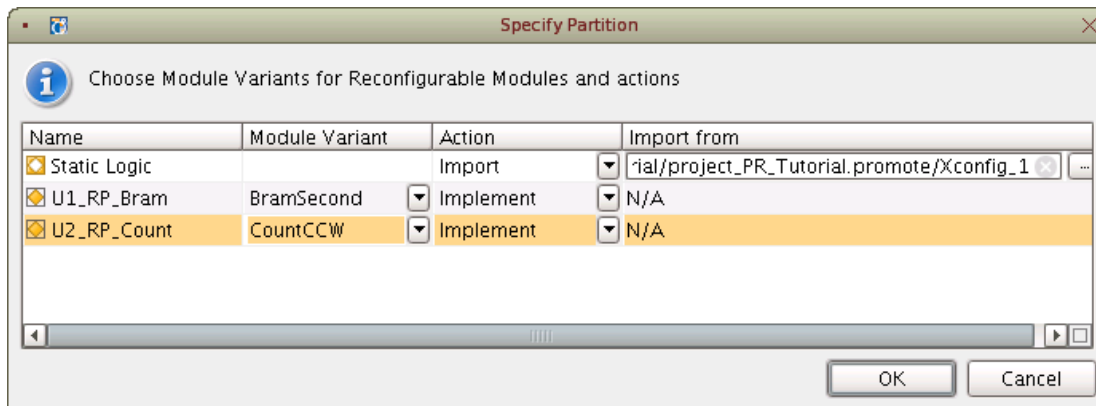 Specify Partition
Choose Module Variants for Reconfigurable Modules and actions
Name Module Variant Action Import from
Static Logic Import rial/project_PR_Tutorial.promote/Xconfig_1 ...
U1_RP_Bram BramSecond Implement N/A
U2_RP_Count CountCCW Implement N/A
OK Cancel